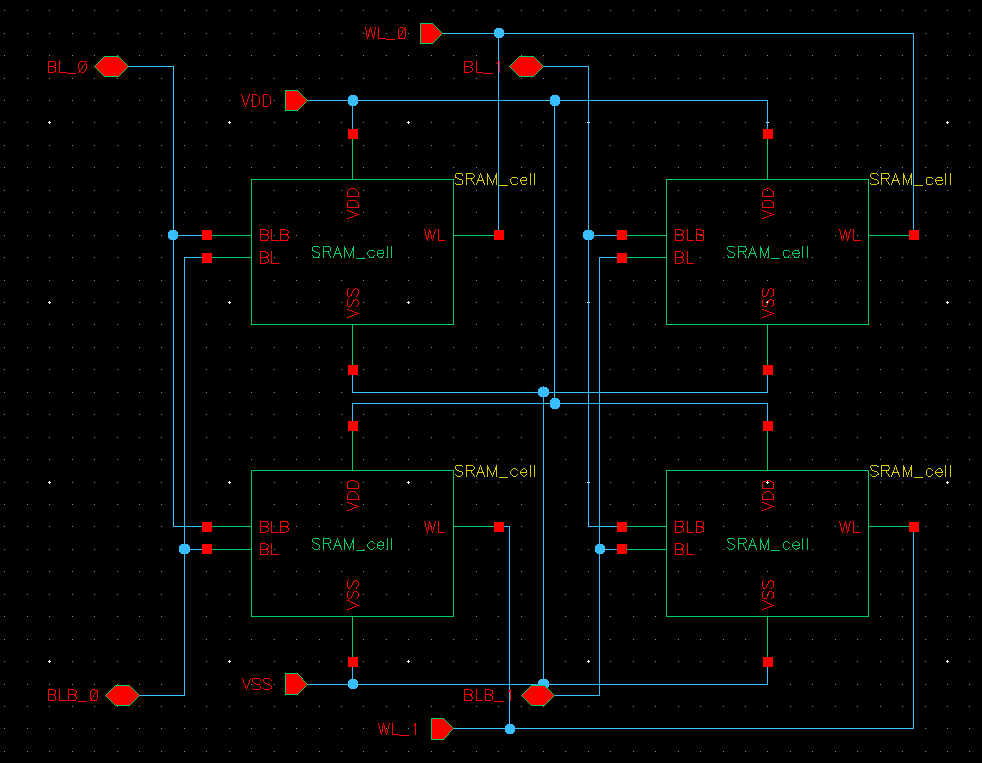 WL_0
BL_0
BL_1
VDD
SRAM_cell
SRAM_cell
VDD
VDD
BLB
WL
BLB
WL
SRAM_cell
SRAM_cell
BL
BL
VSS
VSS
SRAM_cell
SRAM_cell
VDD
VDD
BLB
WL
BLB
WL
SRAM_cell
SRAM_cell
BL
BL
VSS
VSS
VSS
BLB_0
BLB_1
WL_1